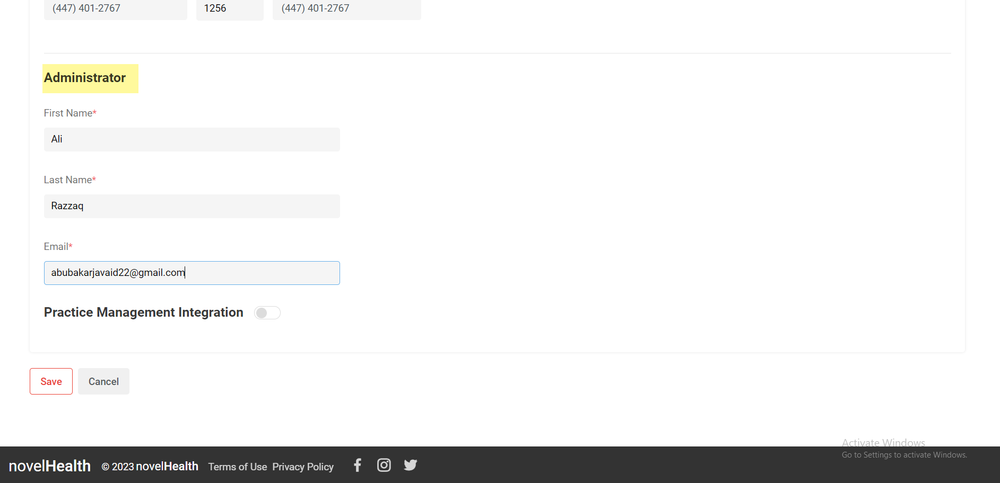 (447) 401-2767 1256 (447) 401-2767
Administrator
First Name*
Ali
Last Name*
Razzaq
Email*
abubakarjavaid22@gmail.com
Practice Management Integration
Save Cancel
Activate Windows
Go to Settings to activate Windows.
novelHealth © 2023 novelHealth Terms of Use Privacy Policy